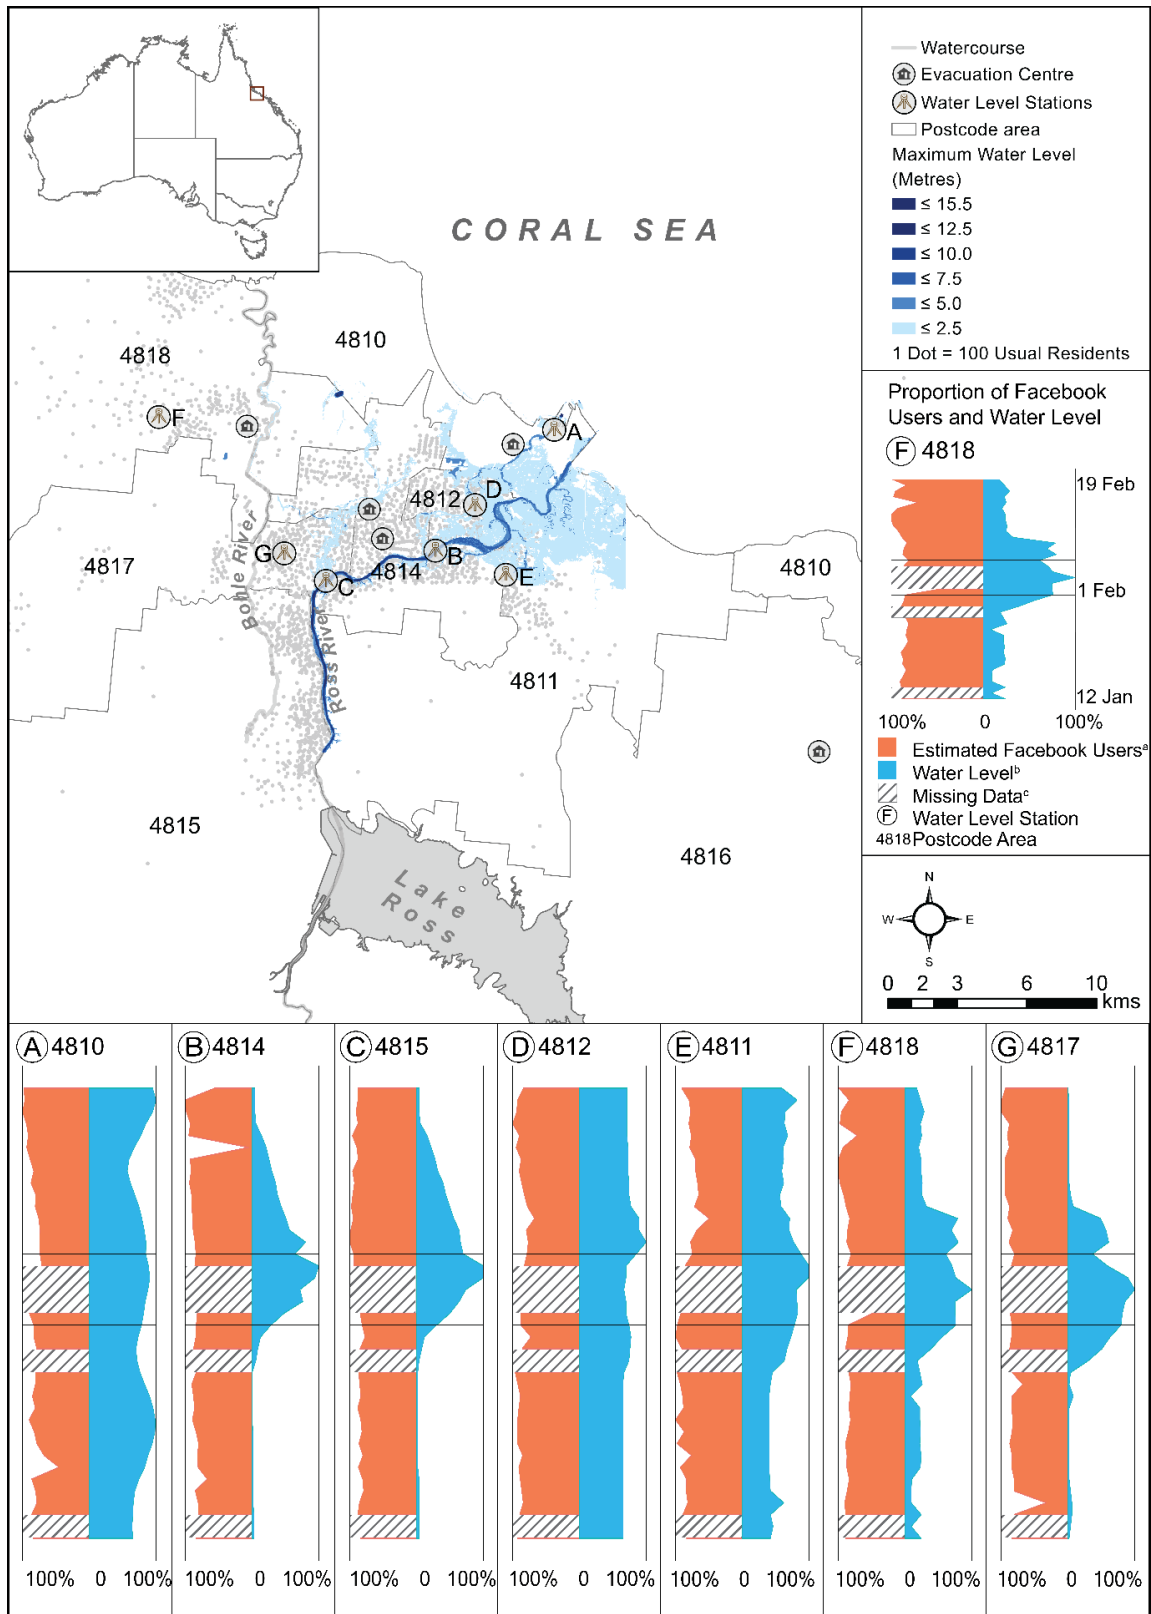 Watercourse
Evacuation Centre
Water Level Stations
Postcode area
Maximum Water Level
(Metres)
≤ 15.5
≤ 12.5
≤ 10.0
≤ 7.5
≤ 5.0
≤ 2.5
1 Dot = 100 Usual Residents
CORAL SEA
4810
4818
F
A
4812
D
G
B
4814
E
C
4817
4810
Bohle River
Ross River
4811
4815
4816
Lake
Ross
Proportion of Facebook
Users and Water Level
F 4818
19 Feb
1 Feb
12 Jan
100% 0 100%
Estimated Facebook Usersᵃ
Water Levelᵇ
Missing Dataᶜ
F Water Level Station
4818 Postcode Area
N
W E
S
0 2 3 6 10
kms
A 4810 B 4814 C 4815 D 4812 E 4811 F 4818 G 4817
100% 0 100% 100% 0 100% 100% 0 100% 100% 0 100% 100% 0 100% 100% 0 100% 100% 0 100%